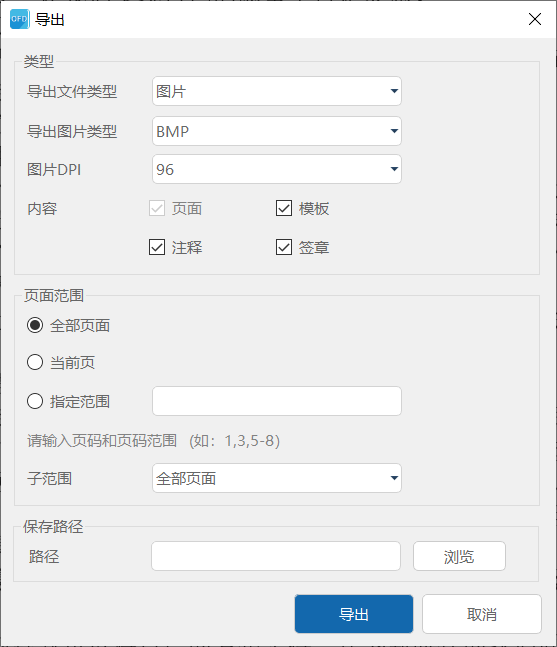 OFD 导出
类型
导出文件类型 图片
导出图片类型 BMP
图片DPI 96
内容 页面 模板
注释 签章
页面范围
全部页面
当前页
指定范围
请输入页码和页码范围 (如: 1,3,5-8)
子范围 全部页面
保存路径
路径 浏览
导出 取消